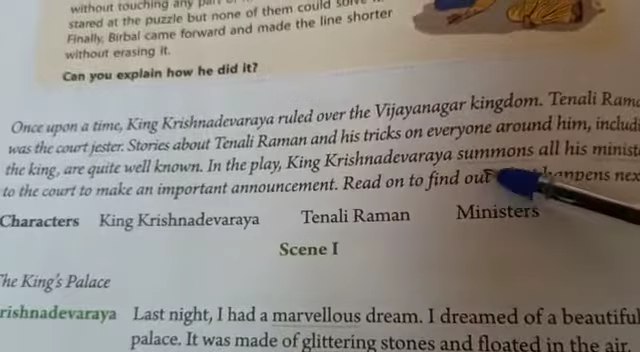 without touching any
stared at the puzzle but none of them could
Finally, Birbal came forward and made the line shorter
without erasing it.
Can you explain how he did it?
Once upon a time, King Krishnadevaraya ruled over the Vijayanagar kingdom. Tenali
was the court jester. Stories about Tenali Raman and his tricks on everyone around him,
the king, are quite well known. In the play, King Krishnadevaraya summons all his
to the court to make an important announcement. Read on to find out
Characters King Krishnadevaraya Tenali Raman Ministers
Scene I
King's Palace
Last night, I had a marvellous dream. I dreamed of a beautiful
palace. It was made of glittering stones and floated in the air.